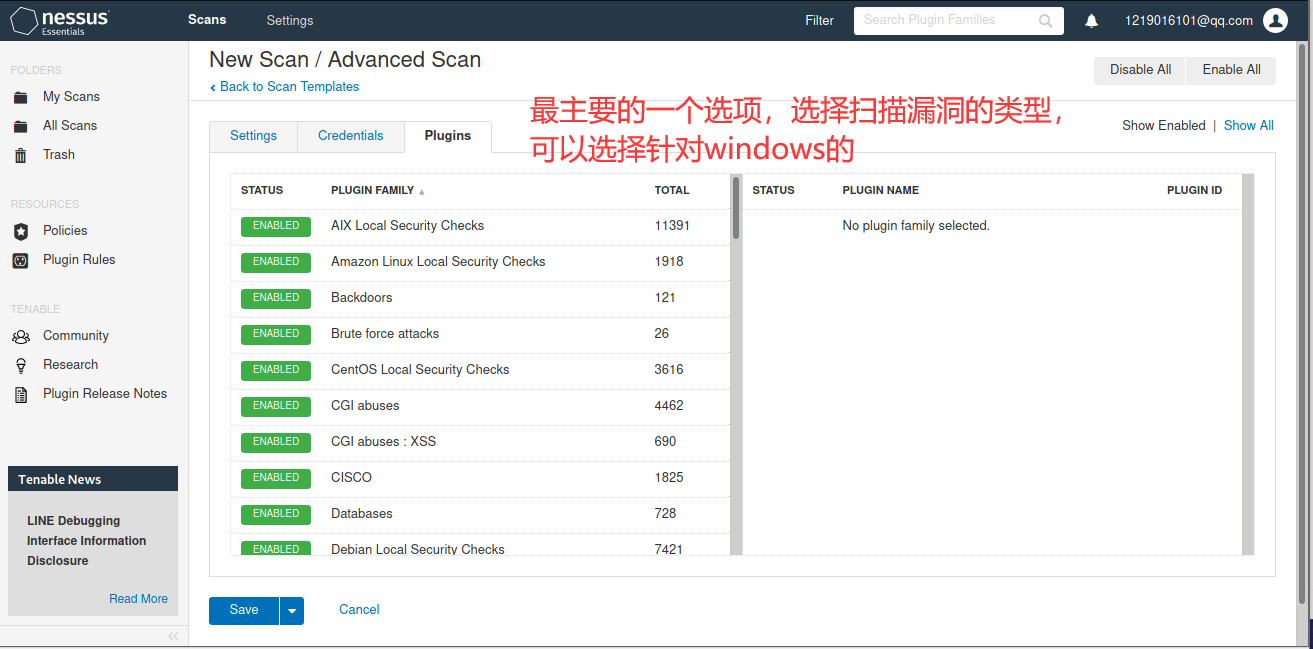 nessus
Essentials
Scans
Settings
Filter
Search Plugin Families
1219016101@qq.com
FOLDERS
My Scans
All Scans
Trash
RESOURCES
Policies
Plugin Rules
TENABLE
Community
Research
Plugin Release Notes
Tenable News
LINE Debugging
Interface Information
Disclosure
Read More
New Scan / Advanced Scan
Back to Scan Templates
Disable All
Enable All
最主要的一个选项，选择扫描漏洞的类型，
可以选择针对windows的
Show Enabled | Show All
Settings
Credentials
Plugins
STATUS PLUGIN FAMILY TOTAL
ENABLED AIX Local Security Checks 11391
ENABLED Amazon Linux Local Security Checks 1918
ENABLED Backdoors 121
ENABLED Brute force attacks 26
ENABLED CentOS Local Security Checks 3616
ENABLED CGI abuses 4462
ENABLED CGI abuses : XSS 690
ENABLED CISCO 1825
ENABLED Databases 728
ENABLED Debian Local Security Checks 7421
STATUS PLUGIN NAME PLUGIN ID
No plugin family selected.
Save
Cancel